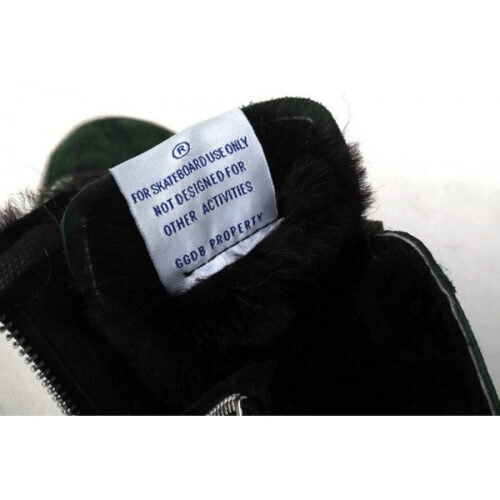 ®
FOR SKATEBOARD USE ONLY
NOT DESIGNED FOR
OTHER ACTIVITIES
GGDB PROPERTY